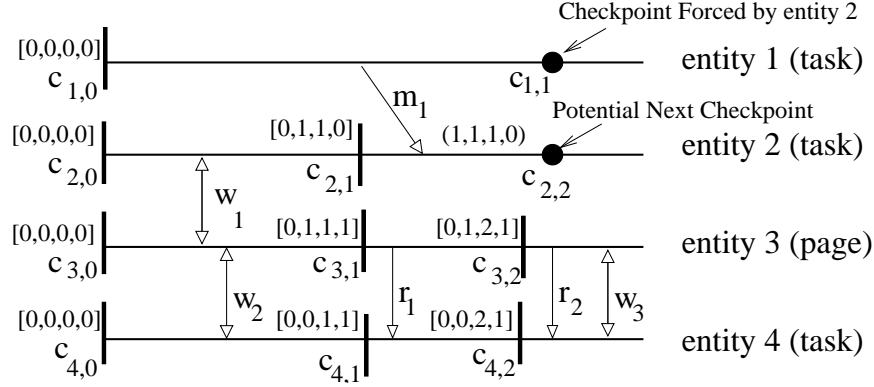 Checkpoint Forced by entity 2
[0,0,0,0]
c1,0
m1
c1,1
entity 1 (task)
Potential Next Checkpoint
[0,0,0,0]
[0,1,1,0]
(1,1,1,0)
c2,0
c2,1
c2,2
entity 2 (task)
w1
[0,0,0,0]
[0,1,1,1]
[0,1,2,1]
c3,0
c3,1
c3,2
entity 3 (page)
w2
r1
r2
w3
[0,0,0,0]
[0,0,1,1]
[0,0,2,1]
c4,0
c4,1
c4,2
entity 4 (task)